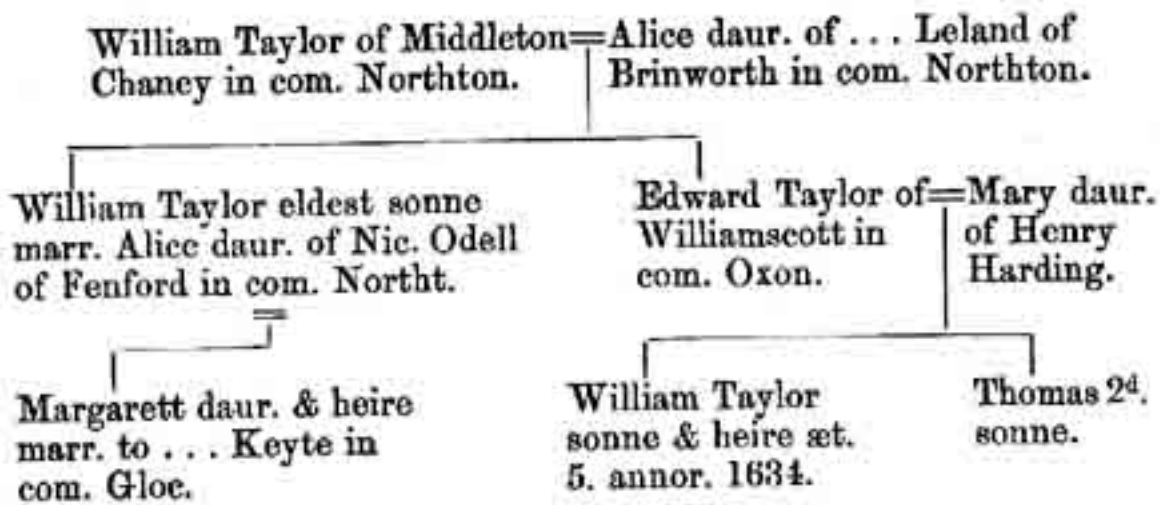 William Taylor of Middleton=Alice daur. of ... Leland of
Chancy in com. Northton. Brinworth in com. Northton.
William Taylor eldest sonne
marr. Alice daur. of Nic. Odell
of Fenford in com. Northt.
Edward Taylor of=Mary daur.
Williamscott in of Henry
com. Oxon. Harding.
Margarett daur. & heire
marr. to ... Keyte in
com. Gloc.
William Taylor
sonne & heire æt.
5. annor. 1634.
Thomas 2d.
sonne.